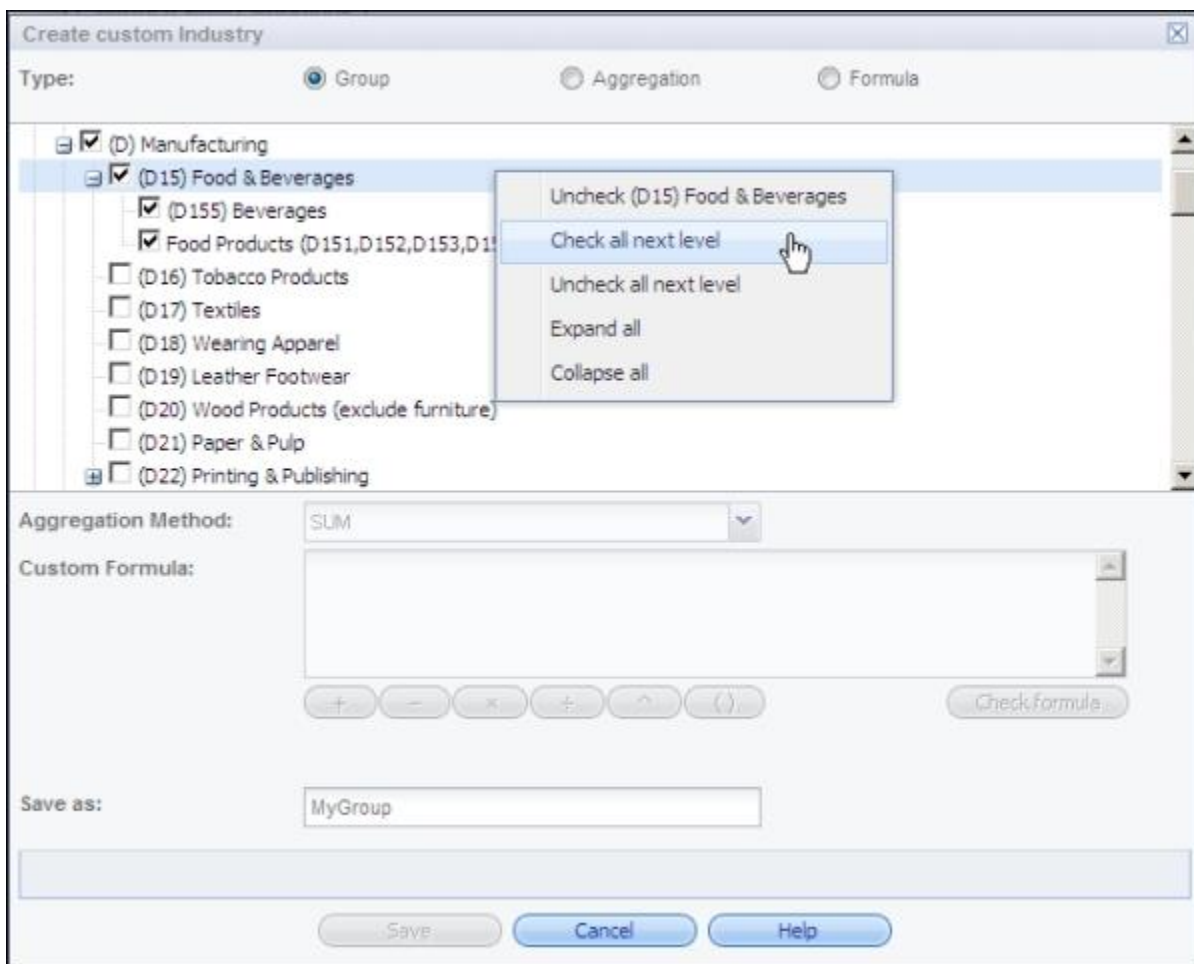 Create custom Industry
Type: Group Aggregation Formula
(D) Manufacturing
(D15) Food & Beverages
Uncheck (D15) Food & Beverages
(D155) Beverages
Check all next level
Food Products (D151,D152,D153,D15
(D16) Tobacco Products
Uncheck all next level
(D17) Textiles
Expand all
(D18) Wearing Apparel
Collapse all
(D19) Leather Footwear
(D20) Wood Products (exclude furniture)
(D21) Paper & Pulp
(D22) Printing & Publishing
Aggregation Method: SUM
Custom Formula:
+ − × ÷ ^ ( ) Check formula
Save as: MyGroup
Save Cancel Help